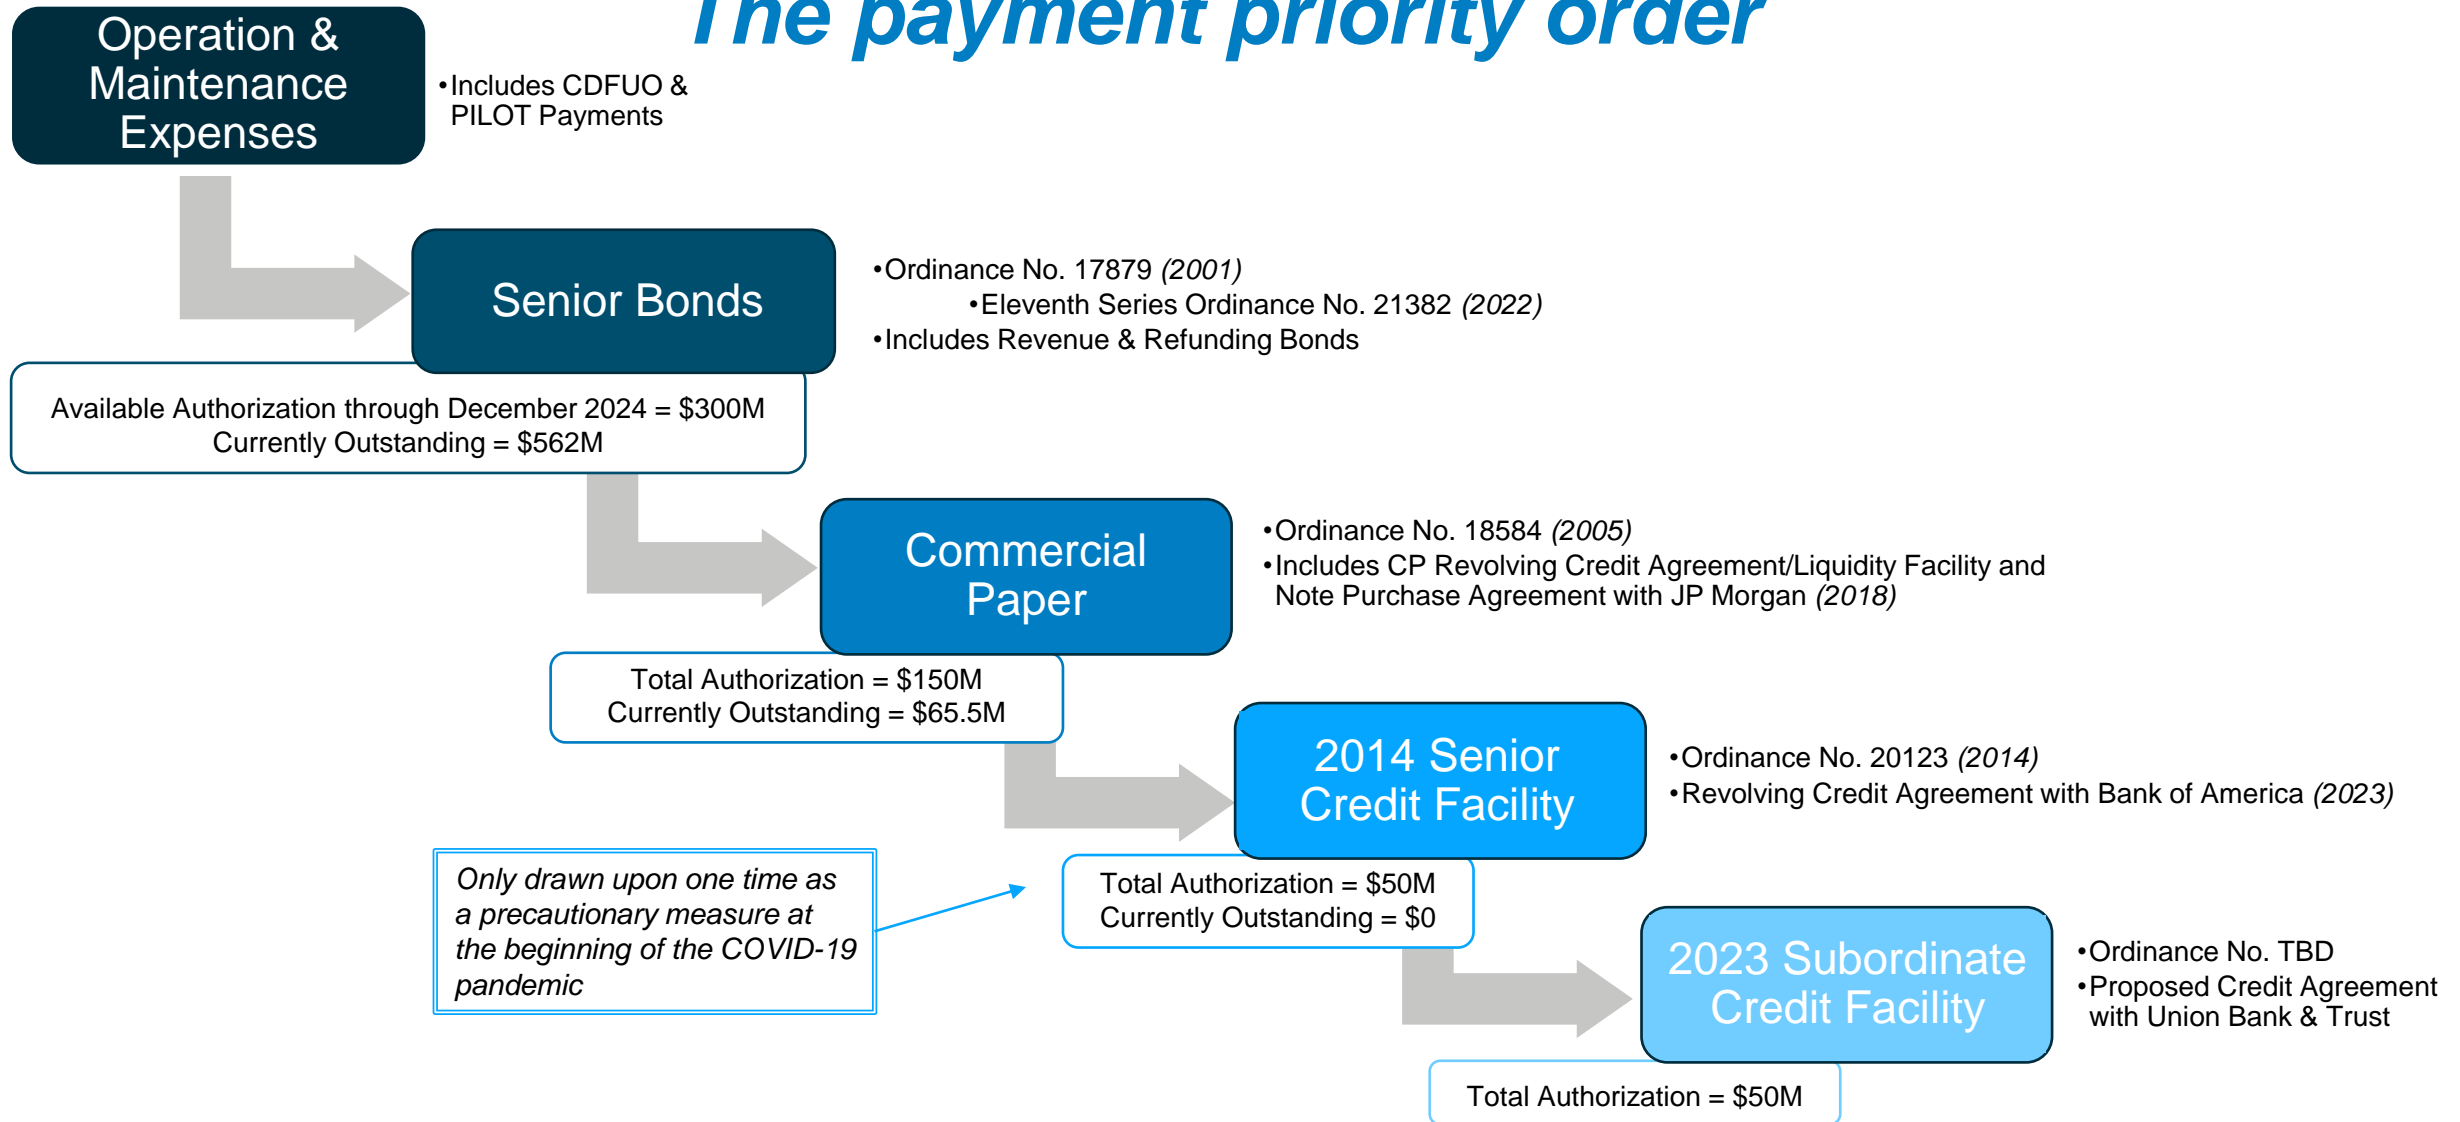 The payment priority order
Operation &
Maintenance
Expenses
•Includes CDFUO &
PILOT Payments
Senior Bonds
•Ordinance No. 17879 (2001)
•Eleventh Series Ordinance No. 21382 (2022)
•Includes Revenue & Refunding Bonds
Available Authorization through December 2024 = $300M
Currently Outstanding = $562M
Commercial
Paper
•Ordinance No. 18584 (2005)
•Includes CP Revolving Credit Agreement/Liquidity Facility and
Note Purchase Agreement with JP Morgan (2018)
Total Authorization = $150M
Currently Outstanding = $65.5M
2014 Senior
Credit Facility
•Ordinance No. 20123 (2014)
•Revolving Credit Agreement with Bank of America (2023)
Total Authorization = $50M
Currently Outstanding = $0
Only drawn upon one time as
a precautionary measure at
the beginning of the COVID-19
pandemic
2023 Subordinate
Credit Facility
•Ordinance No. TBD
•Proposed Credit Agreement
with Union Bank & Trust
Total Authorization = $50M